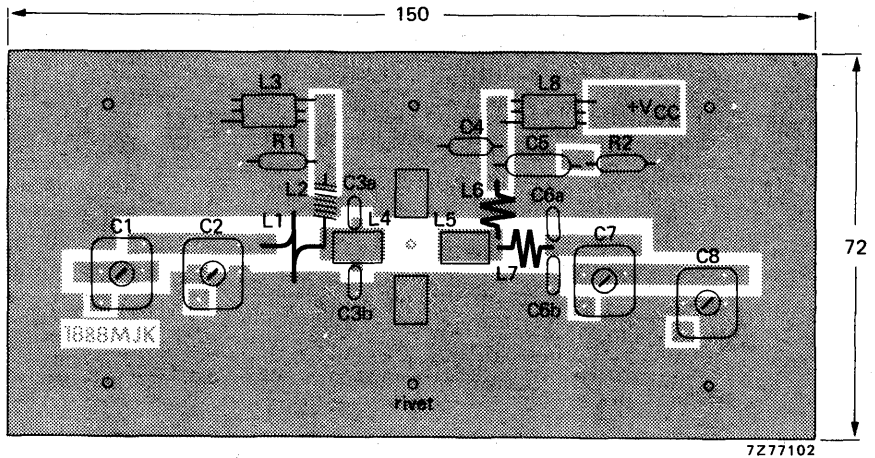 150
L3
L8
+VCC
C4
C5
R2
R1
L2
C3a
L6
C6a
C1
C2
L1
L4
L5
C7
C8
72
L7
C3b
C6b
1888MJK
rivet
7Z77102